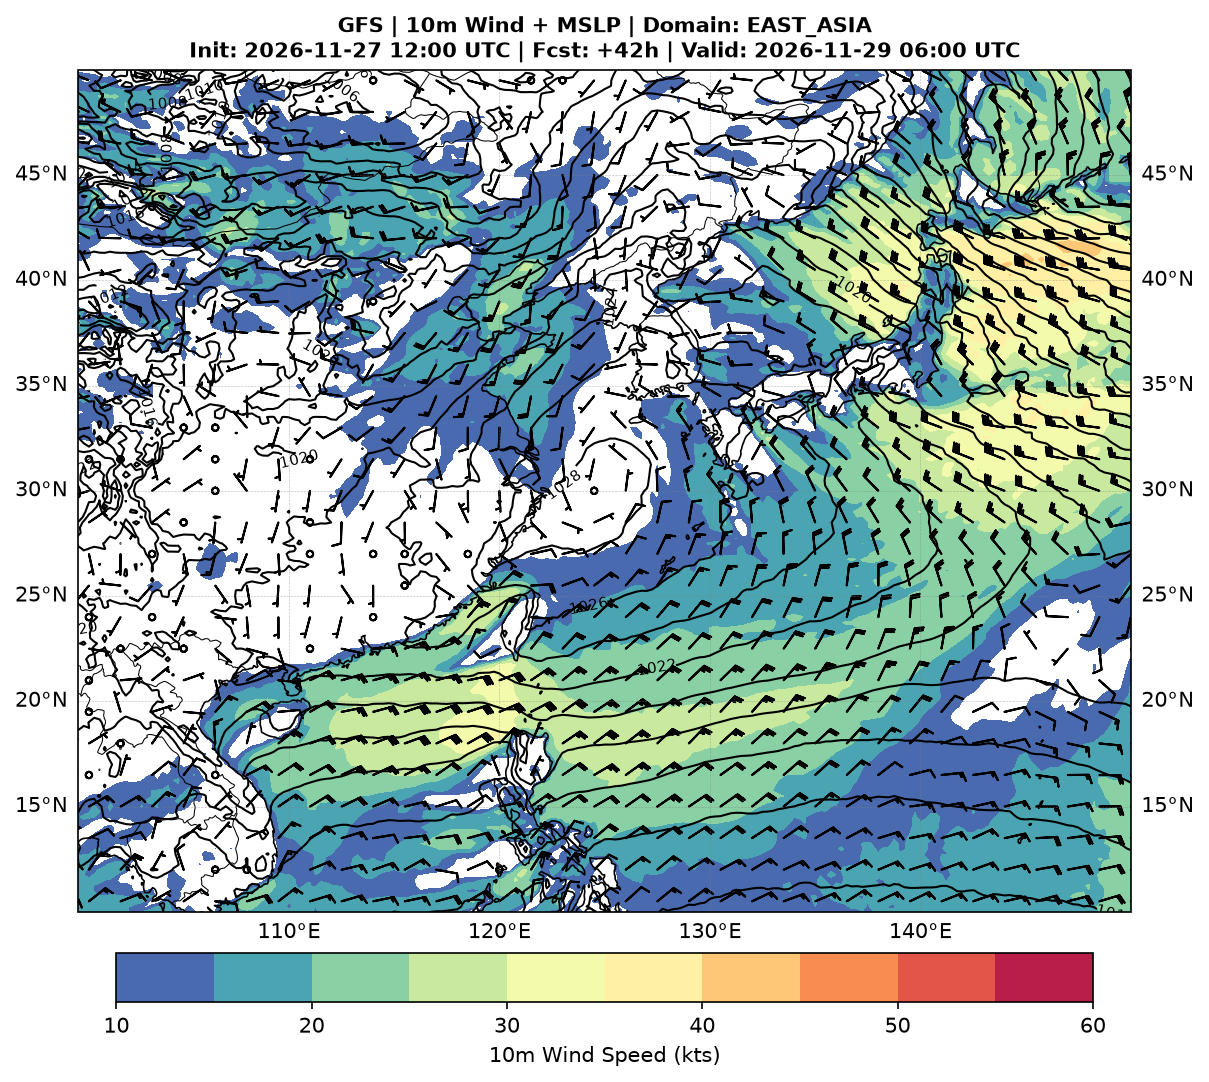 GFS | 10m Wind + MSLP | Domain: EAST_ASIA
Init: 2026-11-27 12:00 UTC | Fcst: +42h | Valid: 2026-11-29 06:00 UTC
45°N 45°N
40°N 40°N
1026
35°N 35°N
1020
1028
30°N 30°N
1026
25°N 25°N
1022
20°N 20°N
15°N 15°N
110°E 120°E 130°E 140°E
10 20 30 40 50 60
10m Wind Speed (kts)